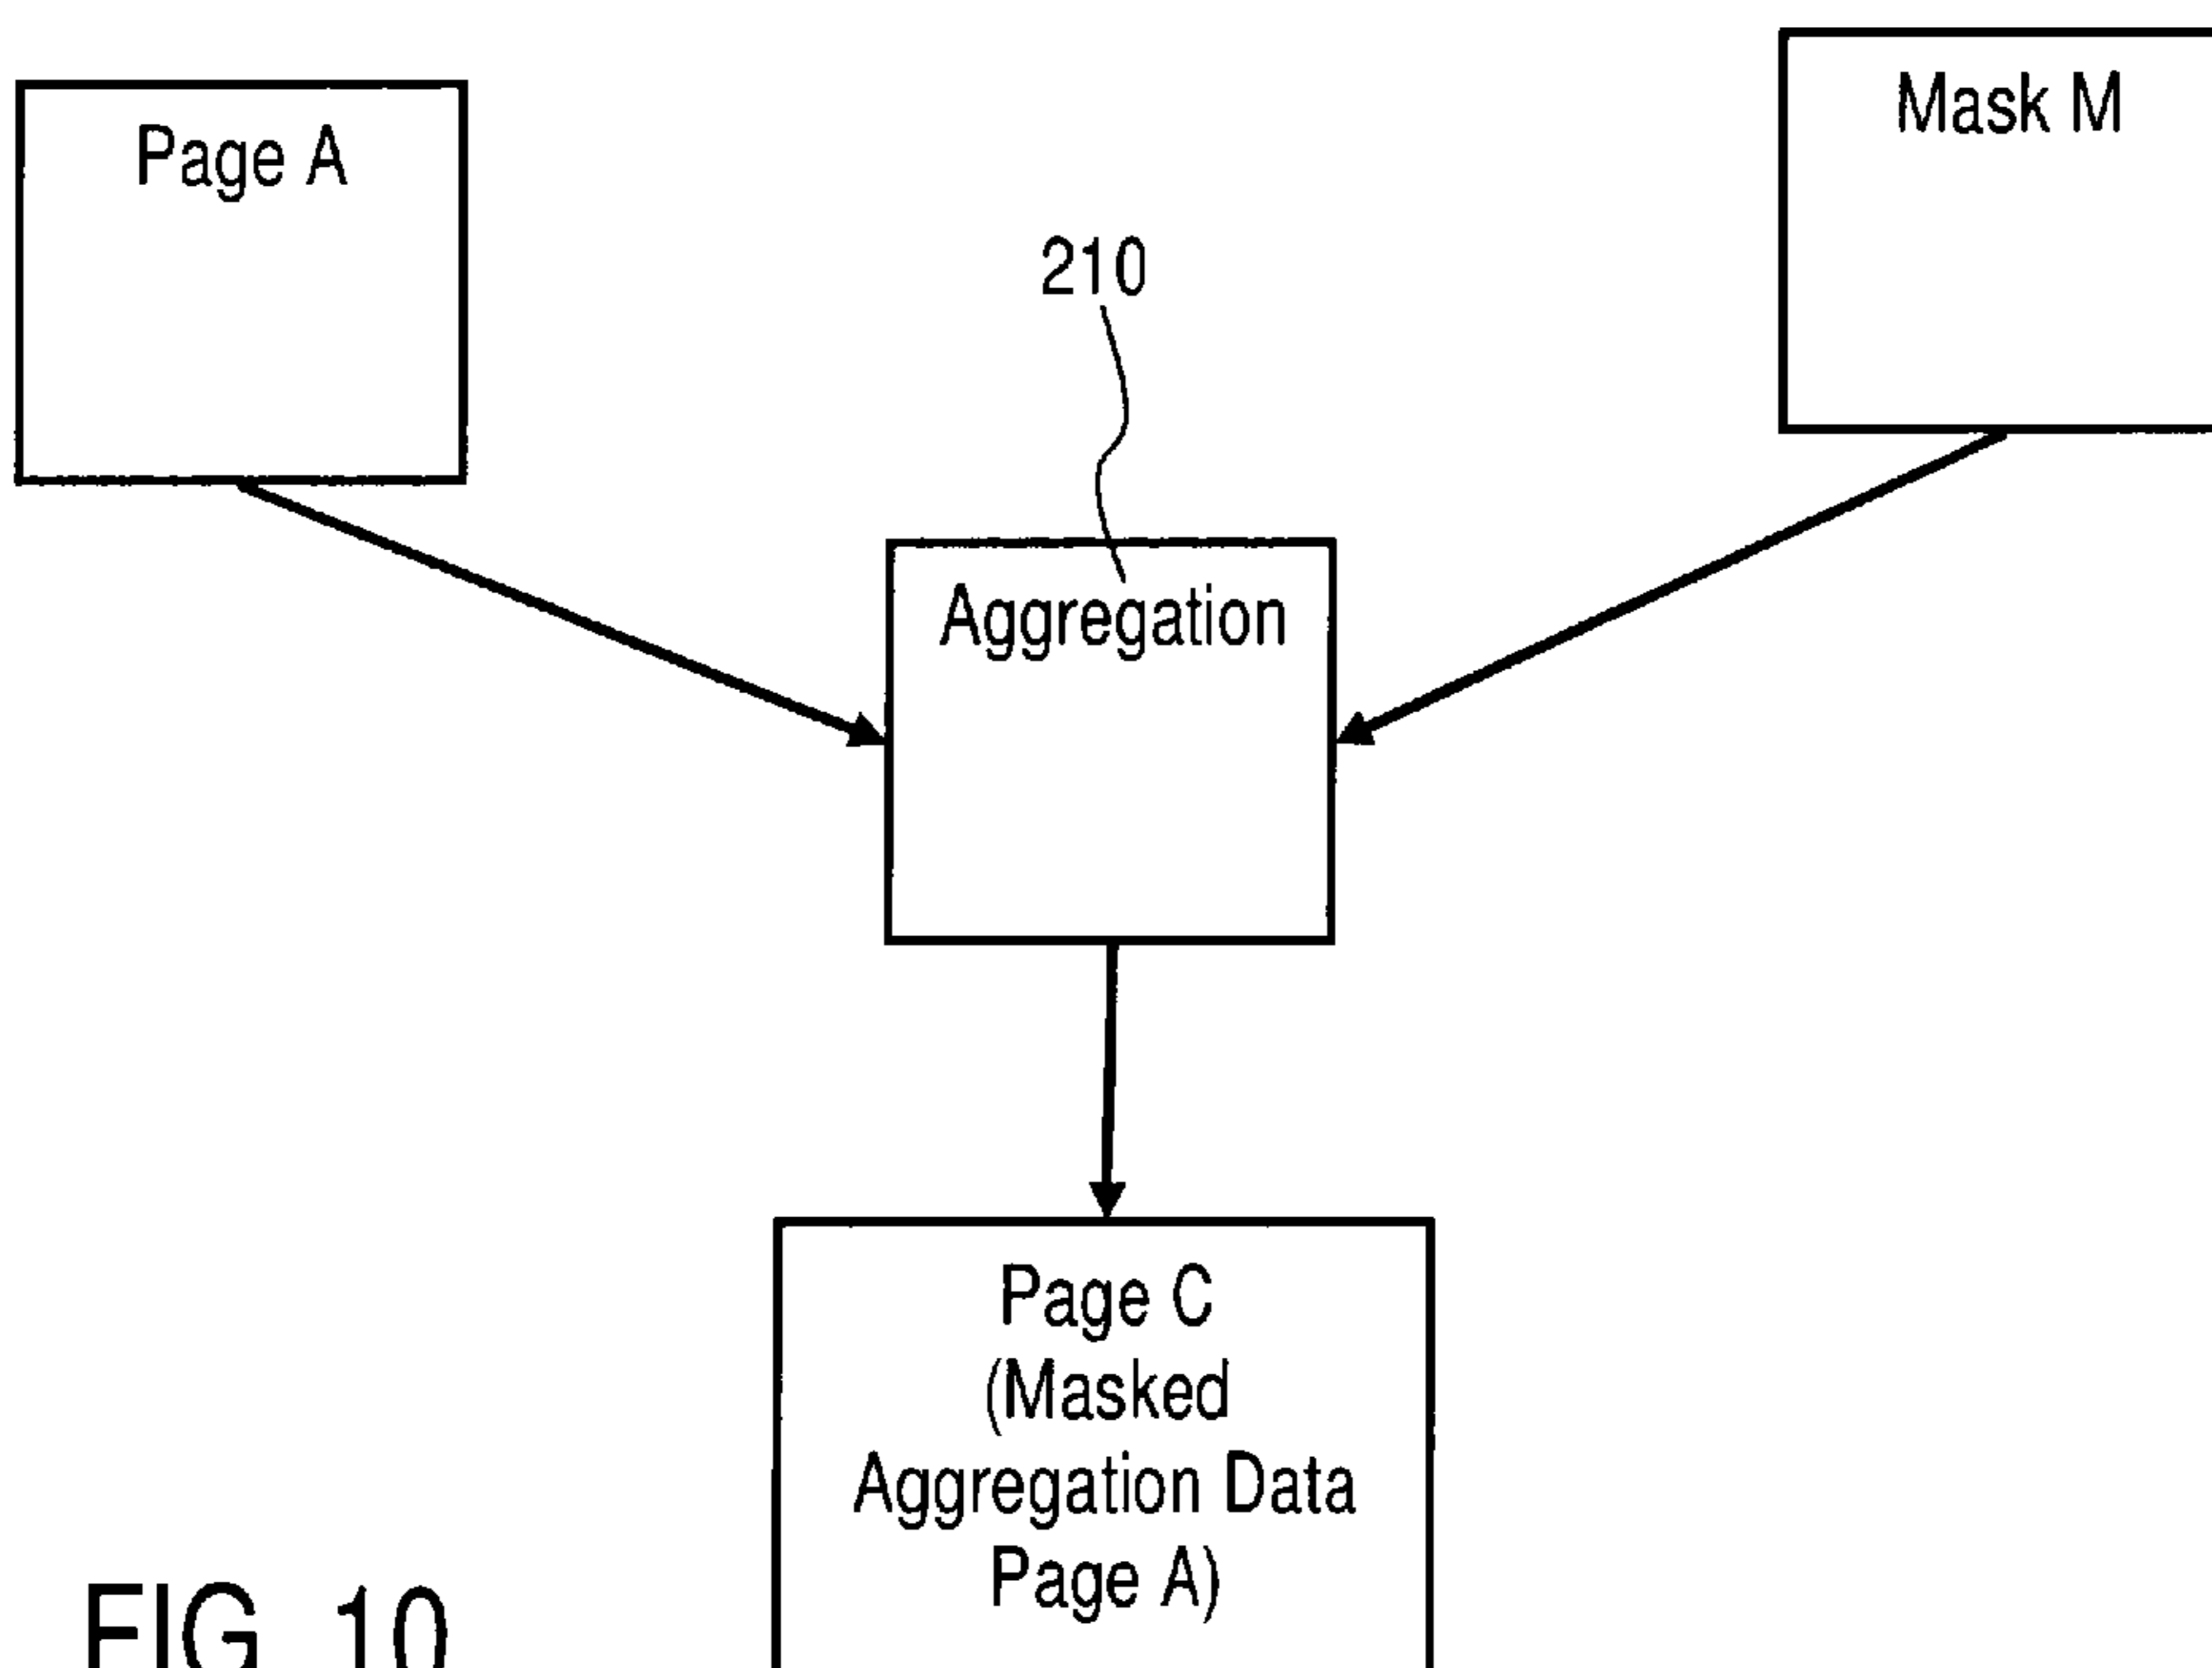 Page A
Mask M
210
Aggregation
Page C
(Masked
Aggregation Data
Page A)
FIG 10